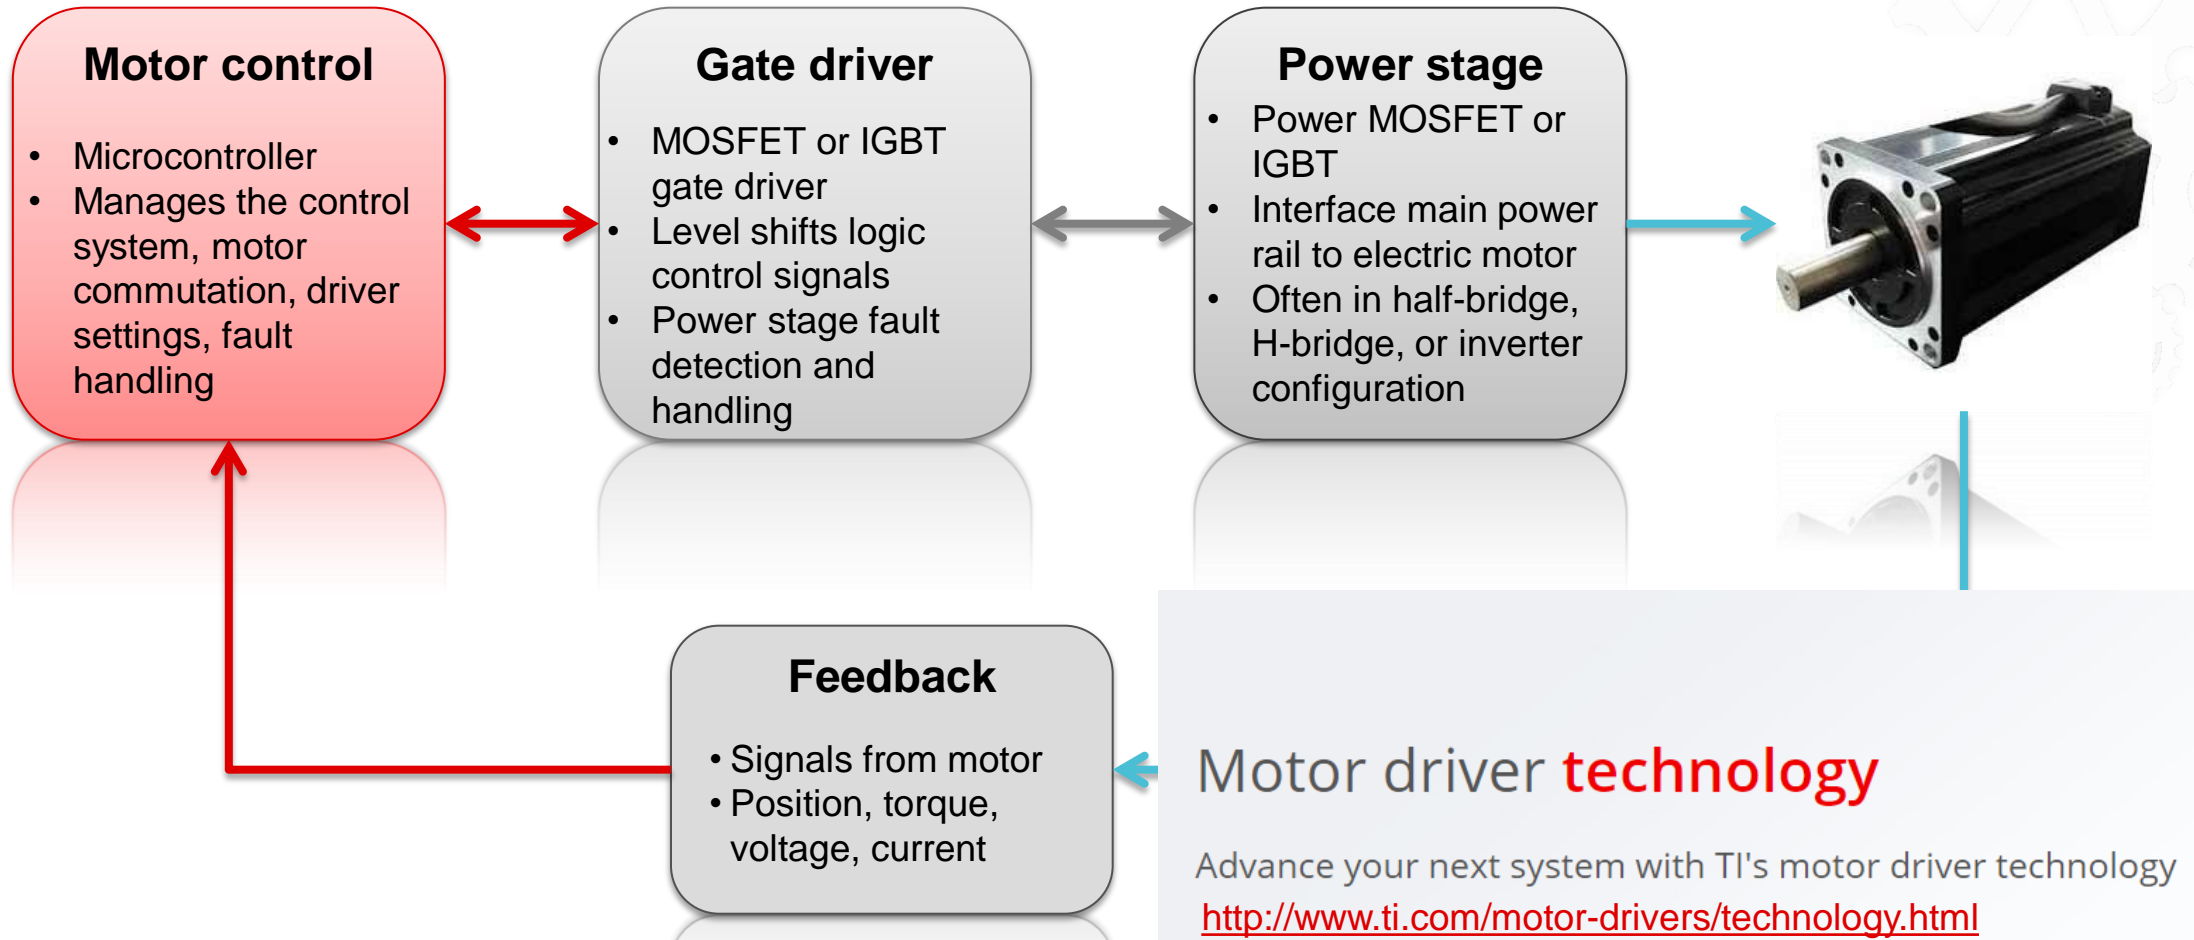 Motor control
• Microcontroller
• Manages the control
system, motor
commutation, driver
settings, fault
handling
Gate driver
• MOSFET or IGBT
gate driver
• Level shifts logic
control signals
• Power stage fault
detection and
handling
Power stage
• Power MOSFET or
IGBT
• Interface main power
rail to electric motor
• Often in half-bridge,
H-bridge, or inverter
configuration
Feedback
• Signals from motor
• Position, torque,
voltage, current
Motor driver technology
Advance your next system with TI's motor driver technology
http://www.ti.com/motor-drivers/technology.html